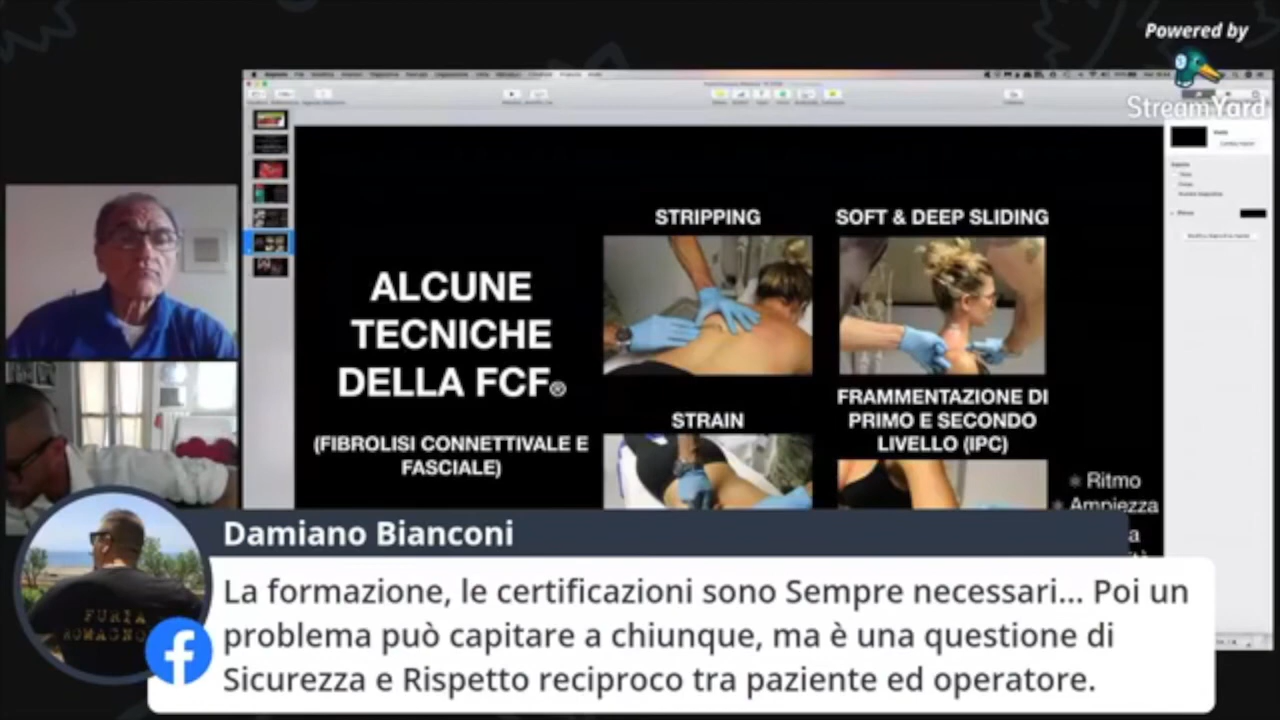 Powered by
StreamYard
STRIPPING
SOFT & DEEP SLIDING
ALCUNE
TECNICHE
DELLA FCF®
(FIBROLISI CONNETTIVALE E
FASCIALE)
STRAIN
FRAMMENTAZIONE DI
PRIMO E SECONDO
LIVELLO (IPC)
Ritmo
Ampiezza
Damiano Bianconi
La formazione, le certificazioni sono Sempre necessari... Poi un
problema può capitare a chiunque, ma è una questione di
Sicurezza e Rispetto reciproco tra paziente ed operatore.
FURIA
ROMAGNO